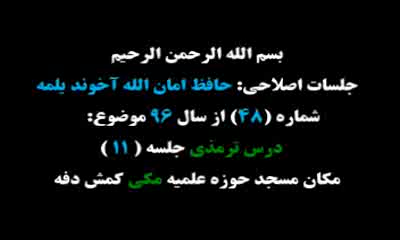 بسم الله الرحمن الرحیم
جلسات اصلاحی: حافظ امان الله آخوند یلمه
شماره (۴۸) از سال ۹۶ موضوع:
درس ترمذی جلسه ( ۱۱ )
مکان مسجد حوزه علمیه مکی کمش دفه